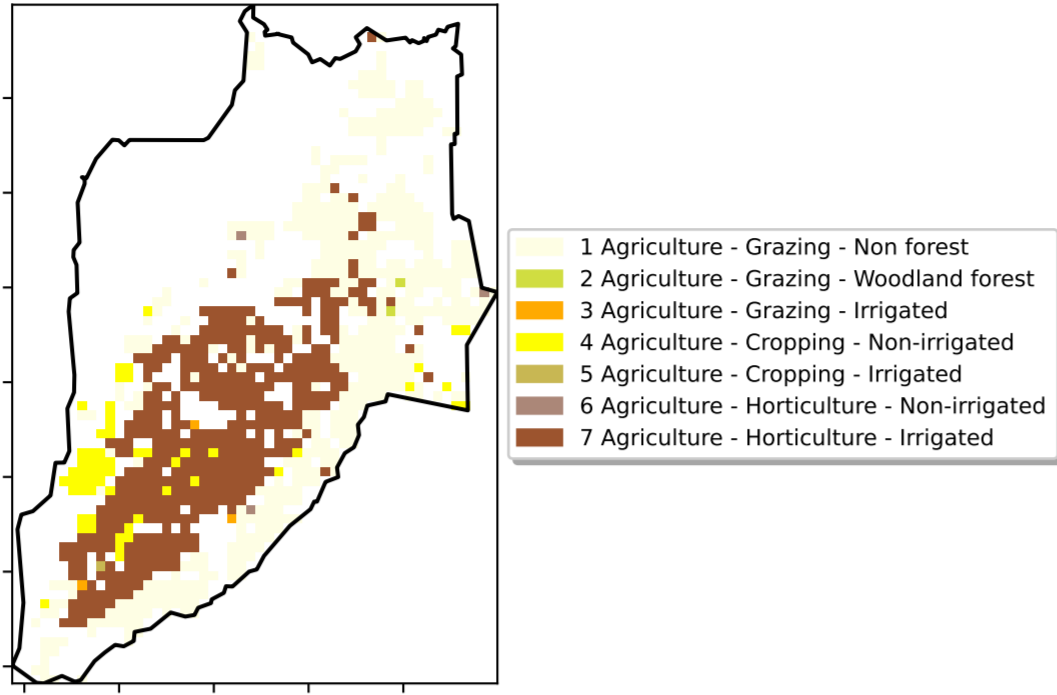 1 Agriculture - Grazing - Non forest
2 Agriculture - Grazing - Woodland forest
3 Agriculture - Grazing - Irrigated
4 Agriculture - Cropping - Non-irrigated
5 Agriculture - Cropping - Irrigated
6 Agriculture - Horticulture - Non-irrigated
7 Agriculture - Horticulture - Irrigated